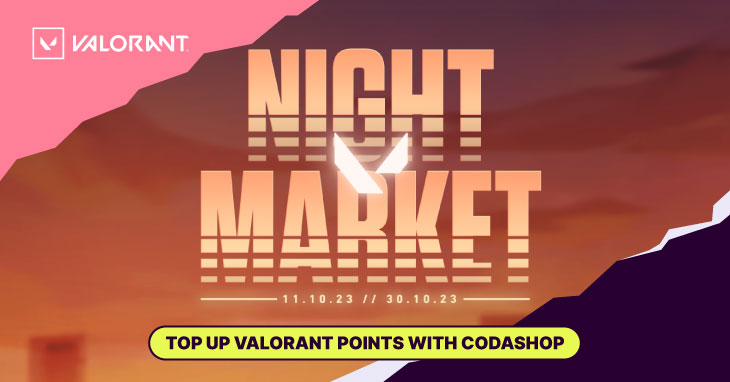 VALORANT
NIGHT
MARKET
11.10.23 // 30.10.23
TOP UP VALORANT POINTS WITH CODASHOP